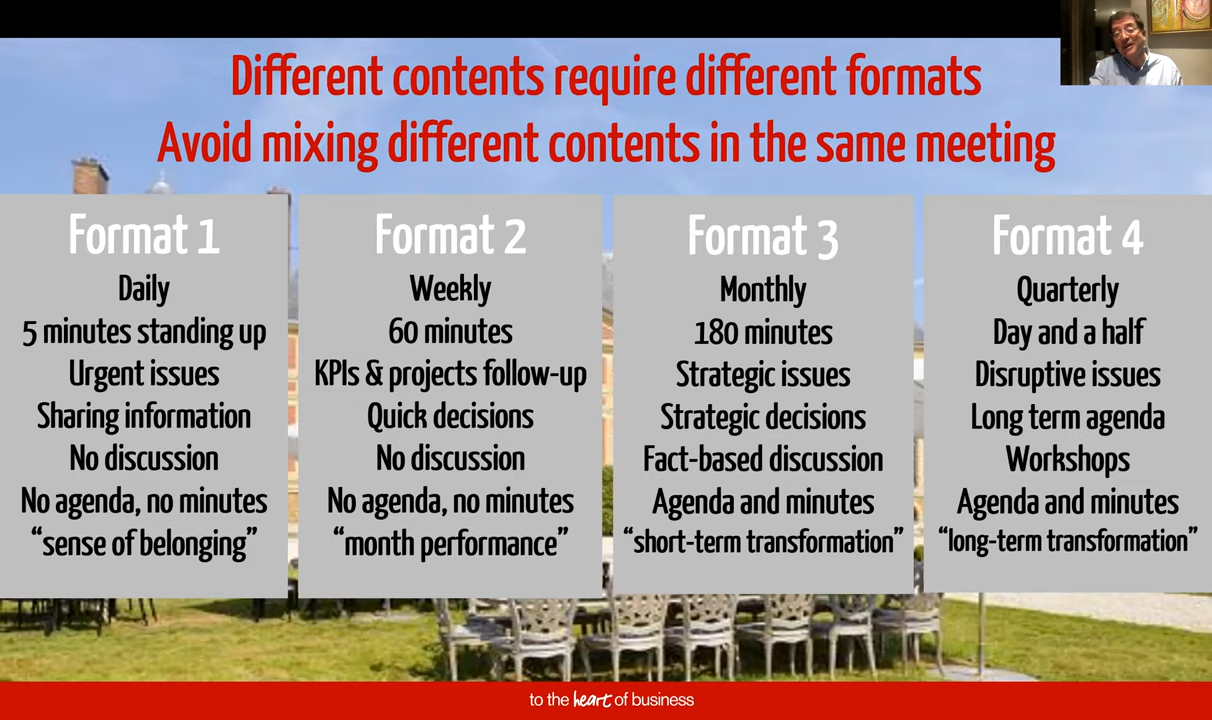 Different contents require different formats
Avoid mixing different contents in the same meeting
Format 1
Daily
5 minutes standing up
Urgent issues
Sharing information
No discussion
No agenda, no minutes
“sense of belonging”
Format 2
Weekly
60 minutes
KPIs & projects follow-up
Quick decisions
No discussion
No agenda, no minutes
“month performance”
Format 3
Monthly
180 minutes
Strategic issues
Strategic decisions
Fact-based discussion
Agenda and minutes
“short-term transformation”
Format 4
Quarterly
Day and a half
Disruptive issues
Long term agenda
Workshops
Agenda and minutes
“long-term transformation”
to the heart of business